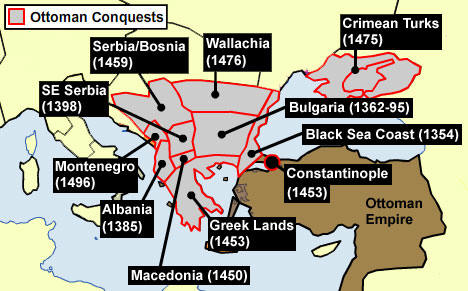 Ottoman Conquests
Crimean Turks
(1475)
Serbia/Bosnia
(1459)
Wallachia
(1476)
SE Serbia
(1398)
Bulgaria (1362-95)
Black Sea Coast (1354)
Montenegro
(1496)
Constantinople
(1453)
Ottoman
Empire
Albania
(1385)
Greek Lands
(1453)
Macedonia (1450)